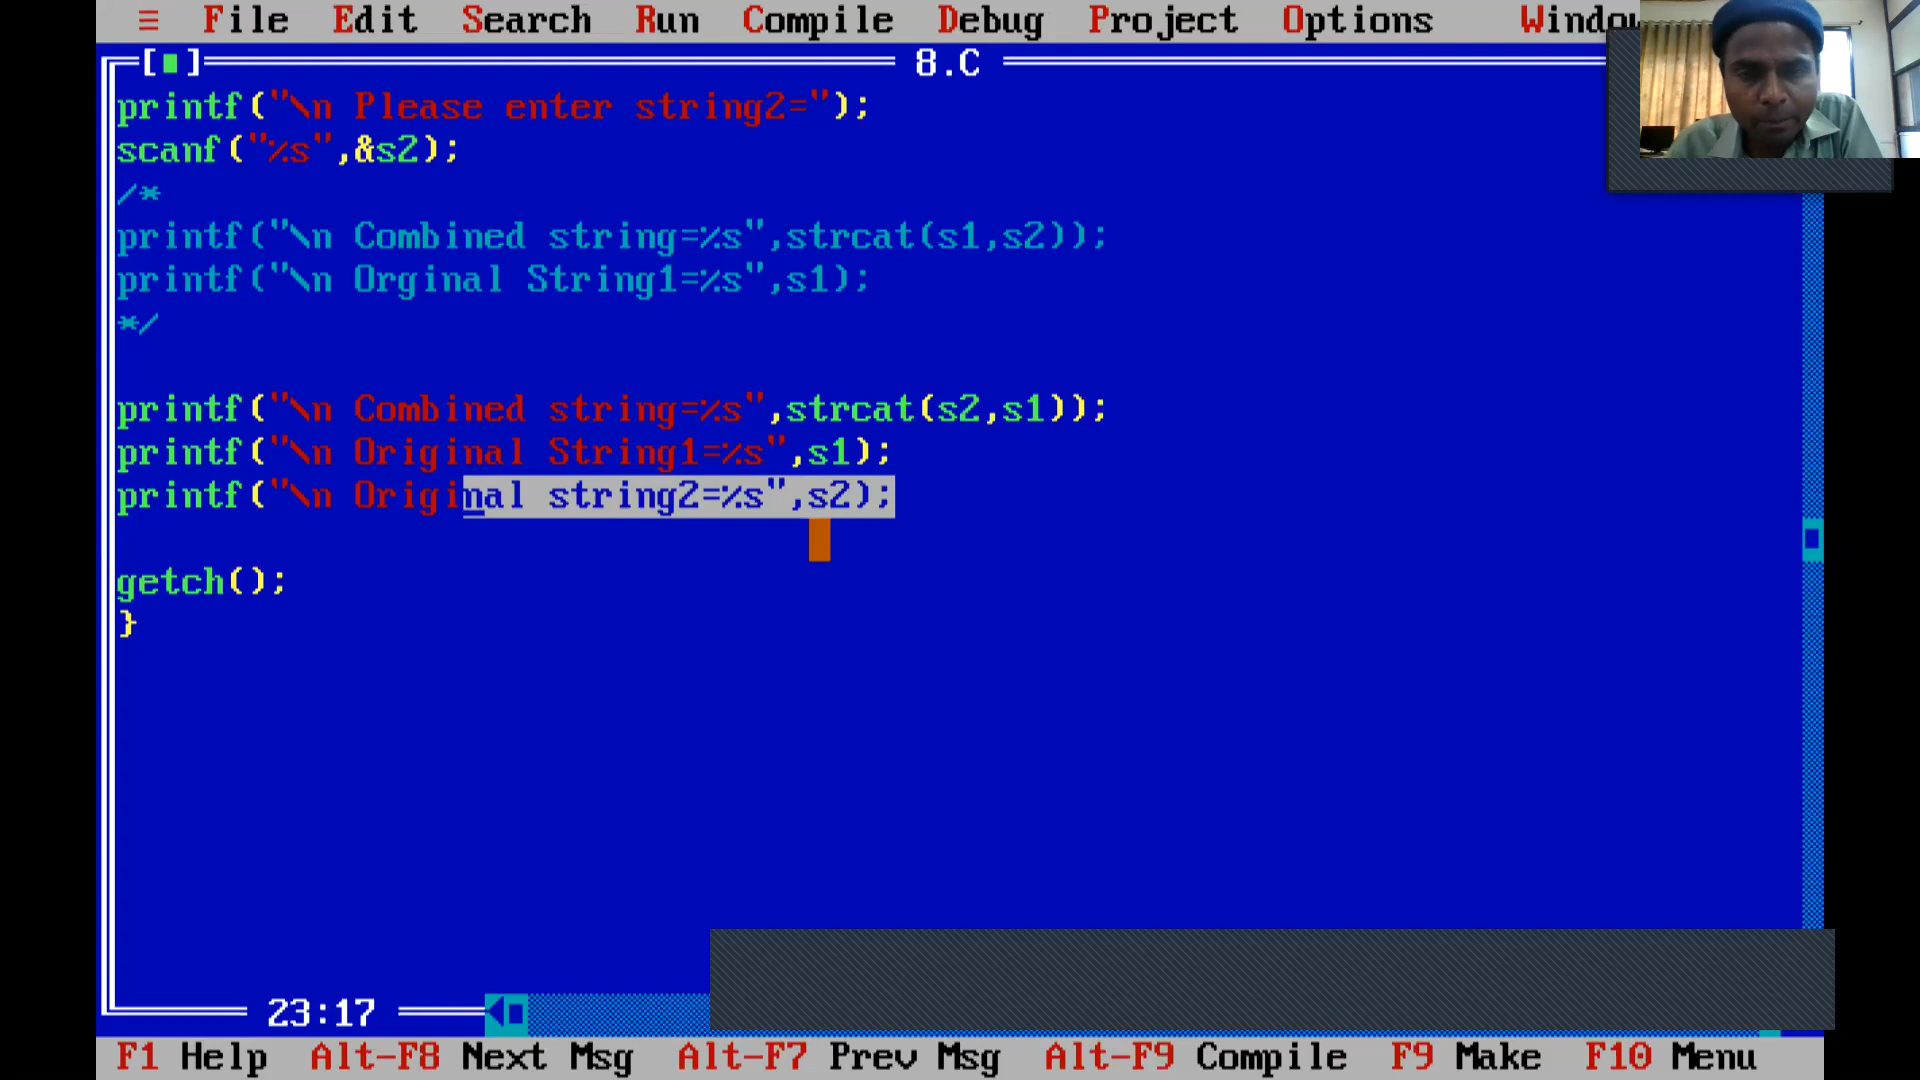 ≡ File Edit Search Run Compile Debug Project Options Window
[■] 8.C
printf("\n Please enter string2=");
scanf("%s",&s2);
/*
printf("\n Combined string=%s",strcat(s1,s2));
printf("\n Orginal String1=%s",s1);
*/
printf("\n Combined string=%s",strcat(s2,s1));
printf("\n Original String1=%s",s1);
printf("\n Original string2=%s",s2);
getch();
}
23:17
F1 Help Alt-F8 Next Msg Alt-F7 Prev Msg Alt-F9 Compile F9 Make F10 Menu